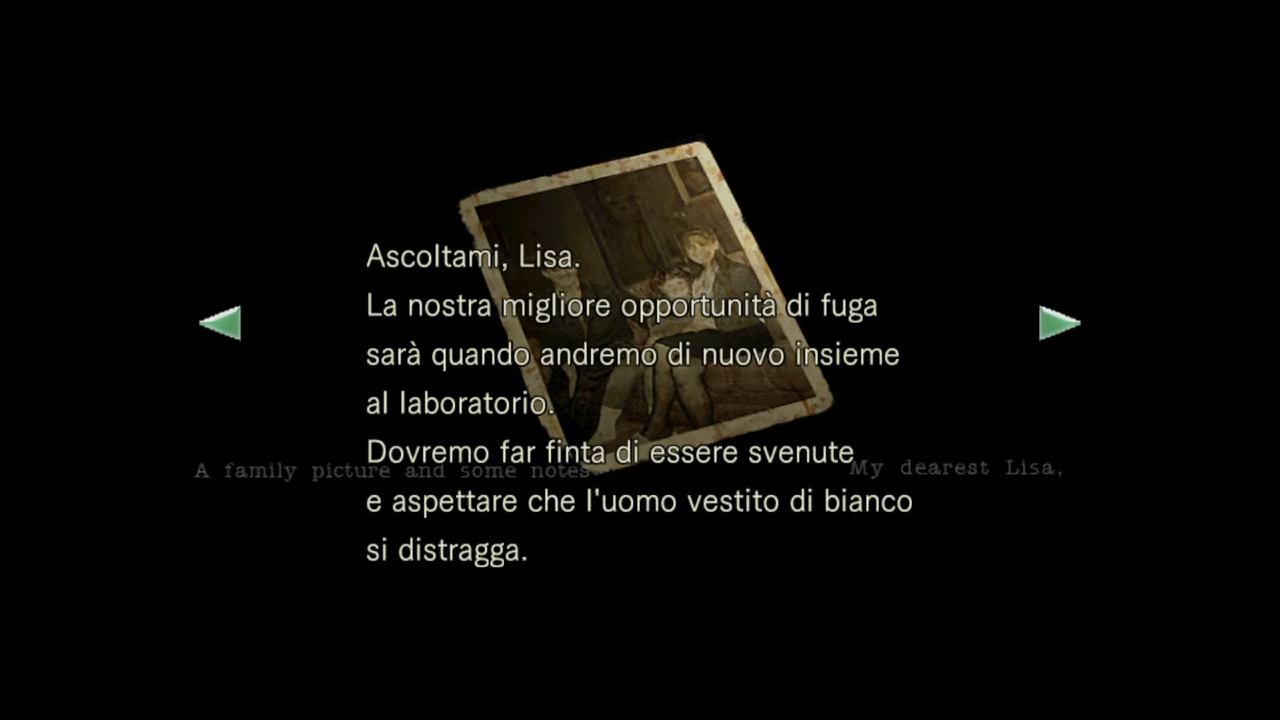 Ascoltami, Lisa.
La nostra migliore opportunità di fuga
sarà quando andremo di nuovo insieme
al laboratorio.
Dovremo far finta di essere svenute
e aspettare che l'uomo vestito di bianco
si distragga.
A family picture and some notes
My dearest Lisa,